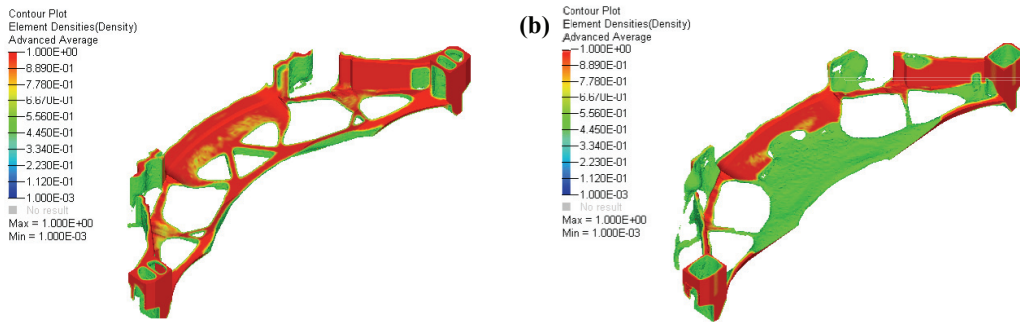 Contour Plot
Element Densities(Density)
Advanced Average
1.000E+00
8.890E-01
7.780E-01
6.670E-01
5.560E-01
4.450E-01
3.340E-01
2.230E-01
1.120E-01
1.000E-03
No result
Max = 1.000E+00
Min = 1.000E-03
(b)
Contour Plot
Element Densities(Density)
Advanced Average
1.000E+00
8.890E-01
7.780E-01
6.670E-01
5.560E-01
4.450E-01
3.340E-01
2.230E-01
1.120E-01
1.000E-03
No result
Max = 1.000E+00
Min = 1.000E-03